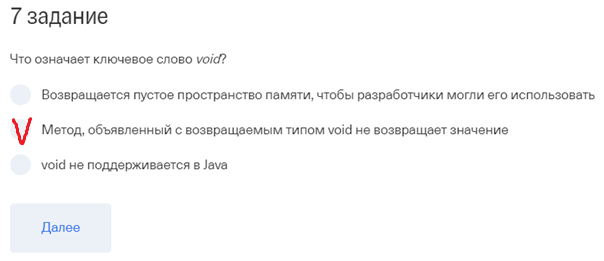 7 задание
Что означает ключевое слово void?
Возвращается пустое пространство памяти, чтобы разработчики могли его использовать
V Метод, объявленный с возвращаемым типом void не возвращает значение
void не поддерживается в Java
Далее